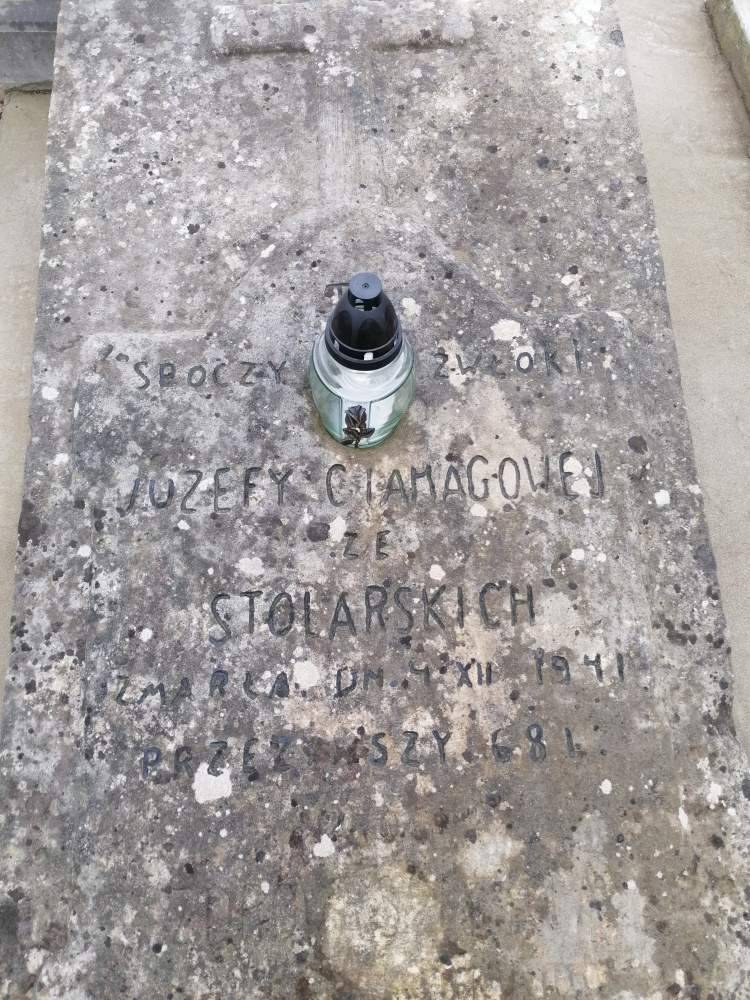 SPOCZY ZWŁOKI
JÓZEFY CIAMAGOWEJ
ZE
STOLARSKICH
ZMARŁA DN. 4 XII 1941
PRZEŻYWSZY 68 L.